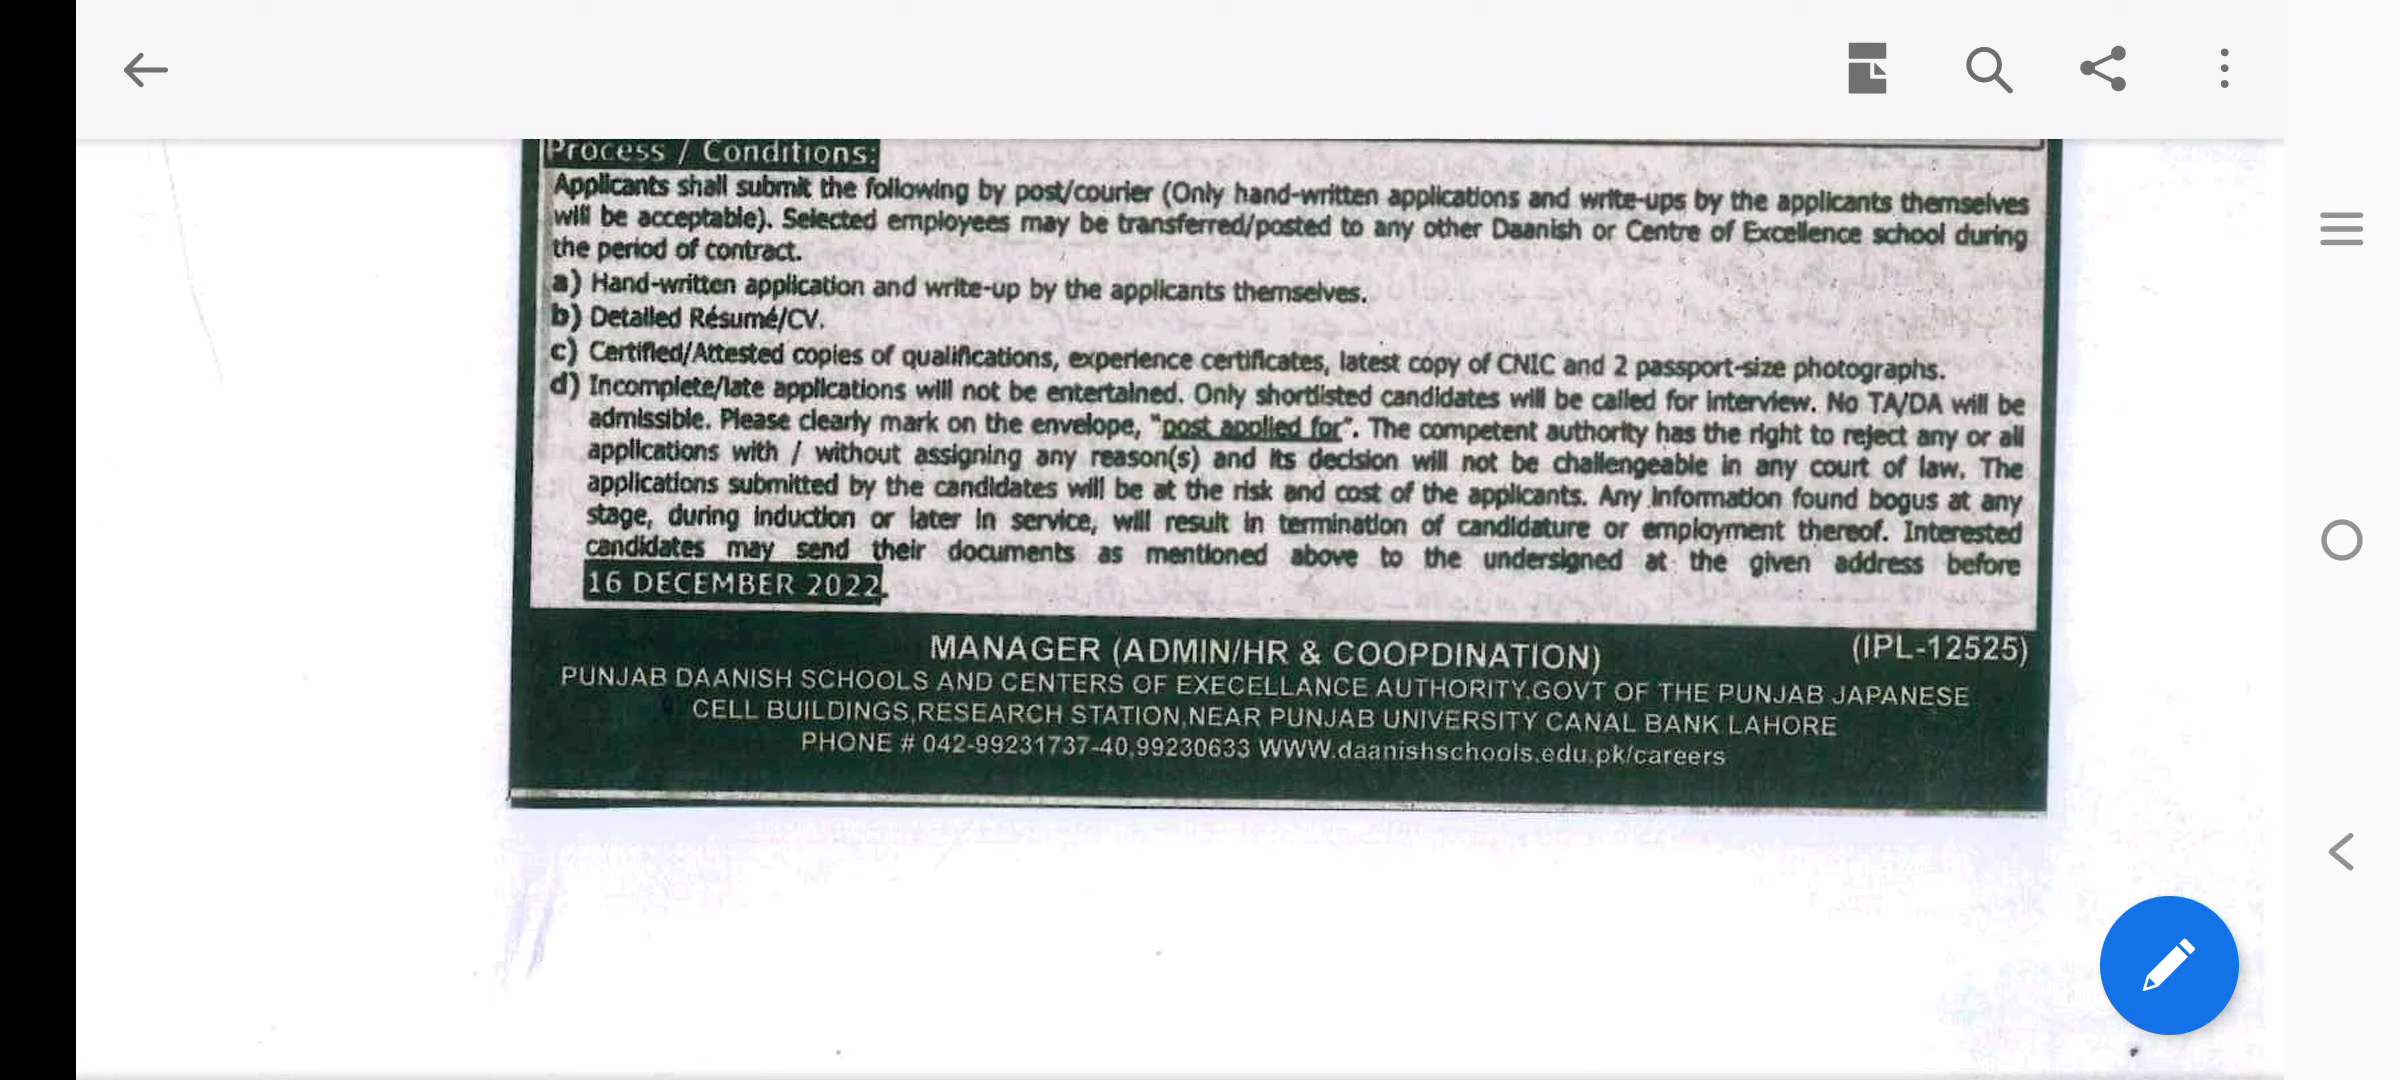 Process / Conditions:
Applicants shall submit the following by post/courier (Only hand-written applications and write-ups by the applicants themselves
will be acceptable). Selected employees may be transferred/posted to any other Daanish or Centre of Excellence school during
the period of contract.
a) Hand-written application and write-up by the applicants themselves.
b) Detailed Résumé/CV.
c) Certified/Attested copies of qualifications, experience certificates, latest copy of CNIC and 2 passport-size photographs.
d) Incomplete/late applications will not be entertained. Only shortlisted candidates will be called for interview. No TA/DA will be
admissible. Please clearly mark on the envelope, "post applied for". The competent authority has the right to reject any or all
applications with / without assigning any reason(s) and its decision will not be challengeable in any court of law. The
applications submitted by the candidates will be at the risk and cost of the applicants. Any information found bogus at any
stage, during induction or later in service, will result in termination of candidature or employment thereof. Interested
candidates may send their documents as mentioned above to the undersigned at the given address before
16 DECEMBER 2022.
MANAGER (ADMIN/HR & COOPDINATION) (IPL-12525)
PUNJAB DAANISH SCHOOLS AND CENTERS OF EXECELLANCE AUTHORITY,GOVT OF THE PUNJAB JAPANESE
CELL BUILDINGS,RESEARCH STATION,NEAR PUNJAB UNIVERSITY CANAL BANK LAHORE
PHONE # 042-99231737-40,99230633 WWW.daanishschools.edu.pk/careers